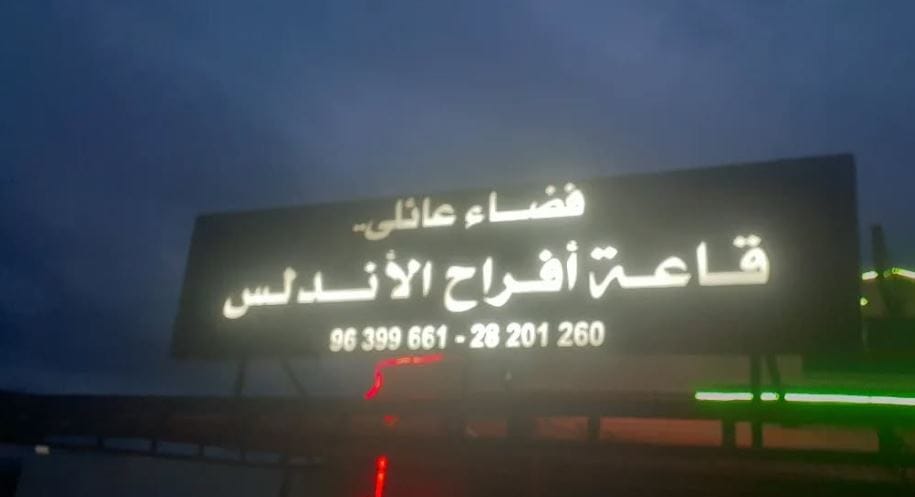 فضاء عائلي
قاعة أفراح الأندلس
96 399 661 - 28 201 260